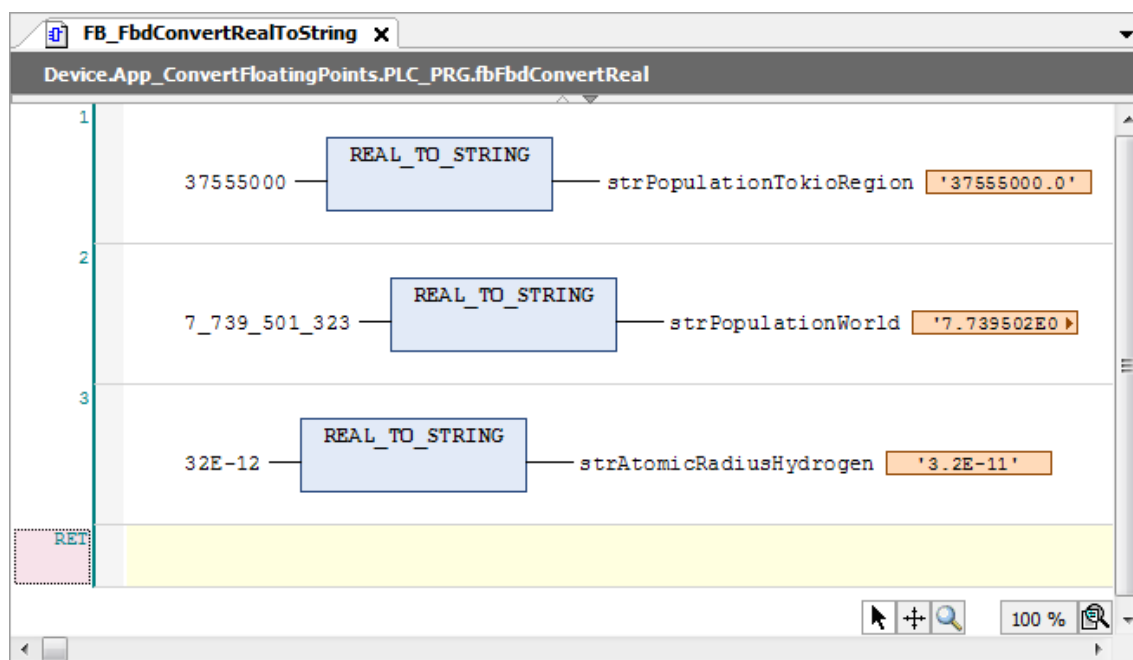 FB_FbdConvertRealToString
Device.App_ConvertFloatingPoints.PLC_PRG.fbFbdConvertReal
1
REAL_TO_STRING
37555000 strPopulationTokioRegion '37555000.0'
2
REAL_TO_STRING
7_739_501_323 strPopulationWorld '7.739502E0
3
REAL_TO_STRING
32E-12 strAtomicRadiusHydrogen '3.2E-11'
RET
100 %